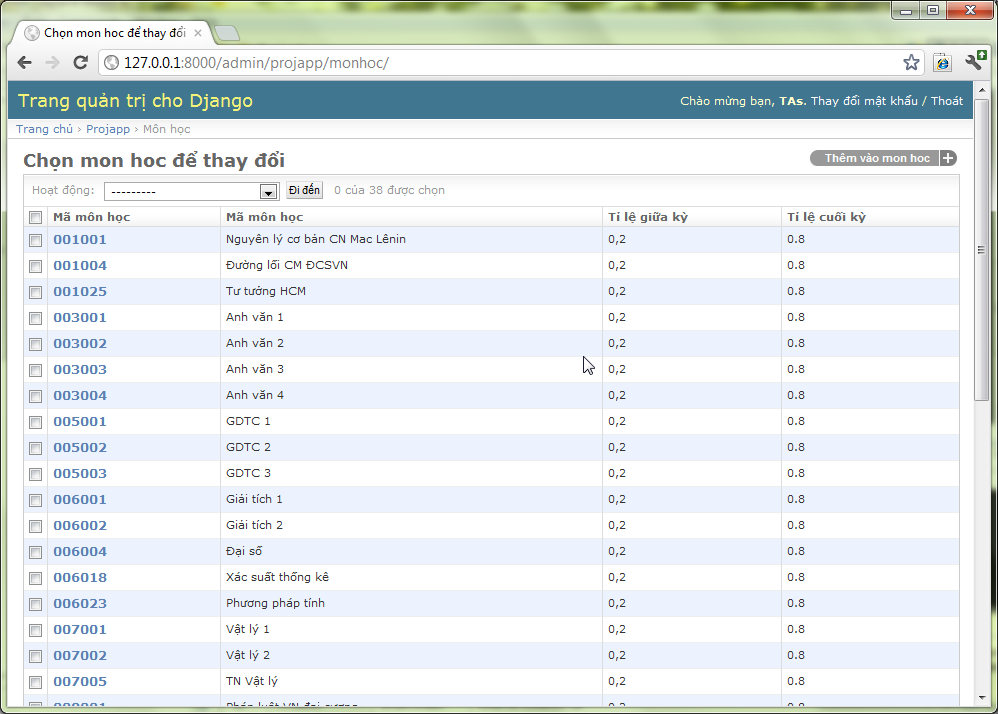 Chọn mon hoc để thay đổi
127.0.0.1:8000/admin/projapp/monhoc/
Trang quản trị cho Django
Chào mừng bạn, TAs. Thay đổi mật khẩu / Thoát
Trang chủ › Projapp › Môn học
Chọn mon hoc để thay đổi
Thêm vào mon hoc
Hoạt động: --------- Đi đến 0 của 38 được chọn
Mã môn học Mã môn học Tỉ lệ giữa kỳ Tỉ lệ cuối kỳ
001001 Nguyên lý cơ bản CN Mac Lênin 0,2 0.8
001004 Đường lối CM ĐCSVN 0,2 0.8
001025 Tư tưởng HCM 0,2 0.8
003001 Anh văn 1 0,2 0.8
003002 Anh văn 2 0,2 0.8
003003 Anh văn 3 0,2 0.8
003004 Anh văn 4 0,2 0.8
005001 GDTC 1 0,2 0.8
005002 GDTC 2 0,2 0.8
005003 GDTC 3 0,2 0.8
006001 Giải tích 1 0,2 0.8
006002 Giải tích 2 0,2 0.8
006004 Đại số 0,2 0.8
006018 Xác suất thống kê 0,2 0.8
006023 Phương pháp tính 0,2 0.8
007001 Vật lý 1 0,2 0.8
007002 Vật lý 2 0,2 0.8
007005 TN Vật lý 0,2 0.8